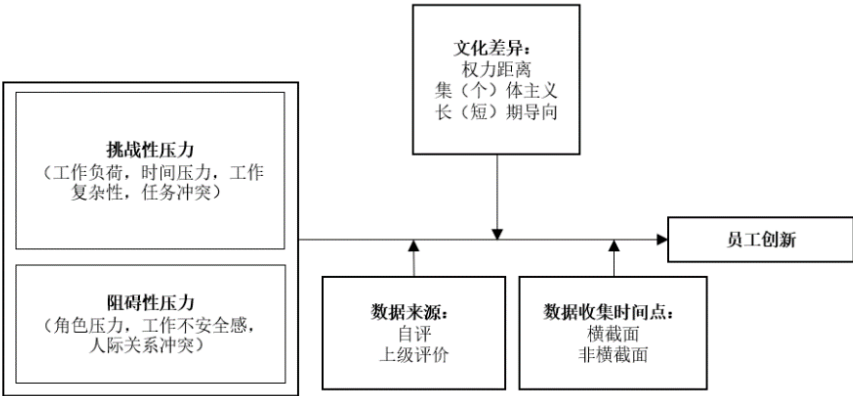 文化差异：
权力距离
集（个）体主义
长（短）期导向
挑战性压力
（工作负荷，时间压力，工作
复杂性，任务冲突）
员工创新
阻碍性压力
（角色压力，工作不安全感，
人际关系冲突）
数据来源：
自评
上级评价
数据收集时间点：
横截面
非横截面